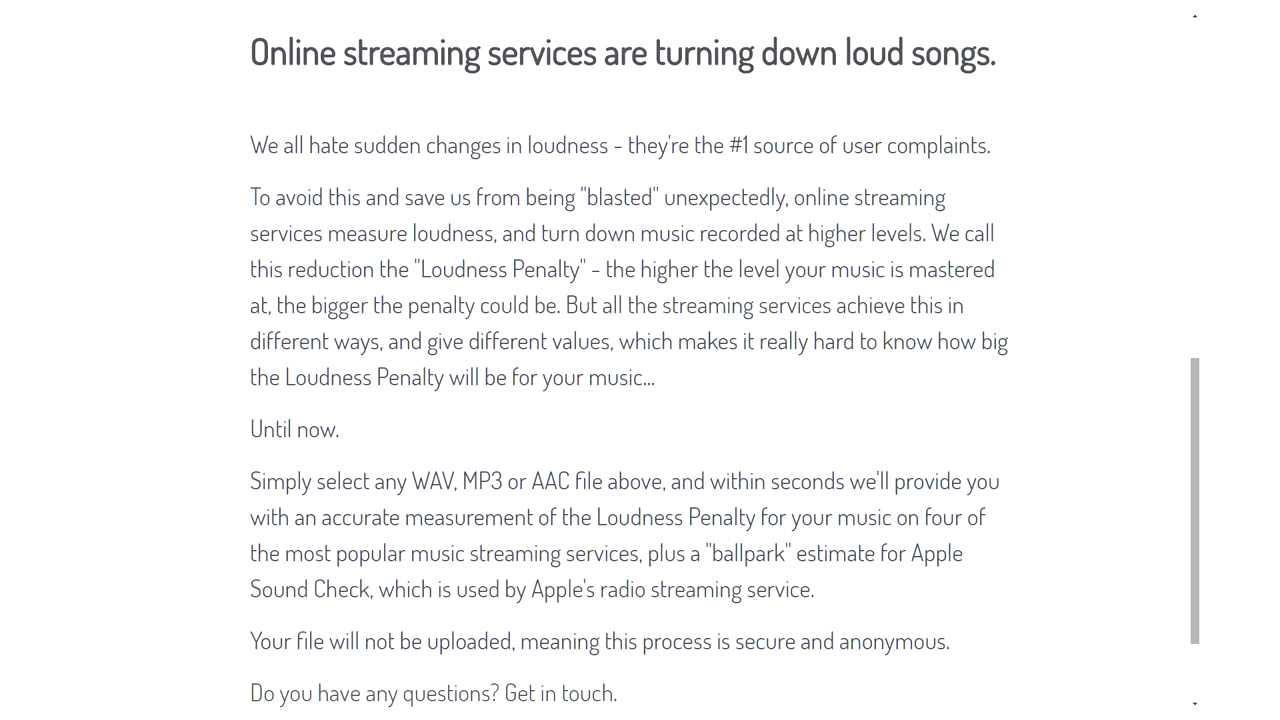 Online streaming services are turning down loud songs.
We all hate sudden changes in loudness - they're the #1 source of user complaints.
To avoid this and save us from being "blasted" unexpectedly, online streaming
services measure loudness, and turn down music recorded at higher levels. We call
this reduction the "Loudness Penalty" - the higher the level your music is mastered
at, the bigger the penalty could be. But all the streaming services achieve this in
different ways, and give different values, which makes it really hard to know how big
the Loudness Penalty will be for your music...
Until now.
Simply select any WAV, MP3 or AAC file above, and within seconds we'll provide you
with an accurate measurement of the Loudness Penalty for your music on four of
the most popular music streaming services, plus a "ballpark" estimate for Apple
Sound Check, which is used by Apple's radio streaming service.
Your file will not be uploaded, meaning this process is secure and anonymous.
Do you have any questions? Get in touch.